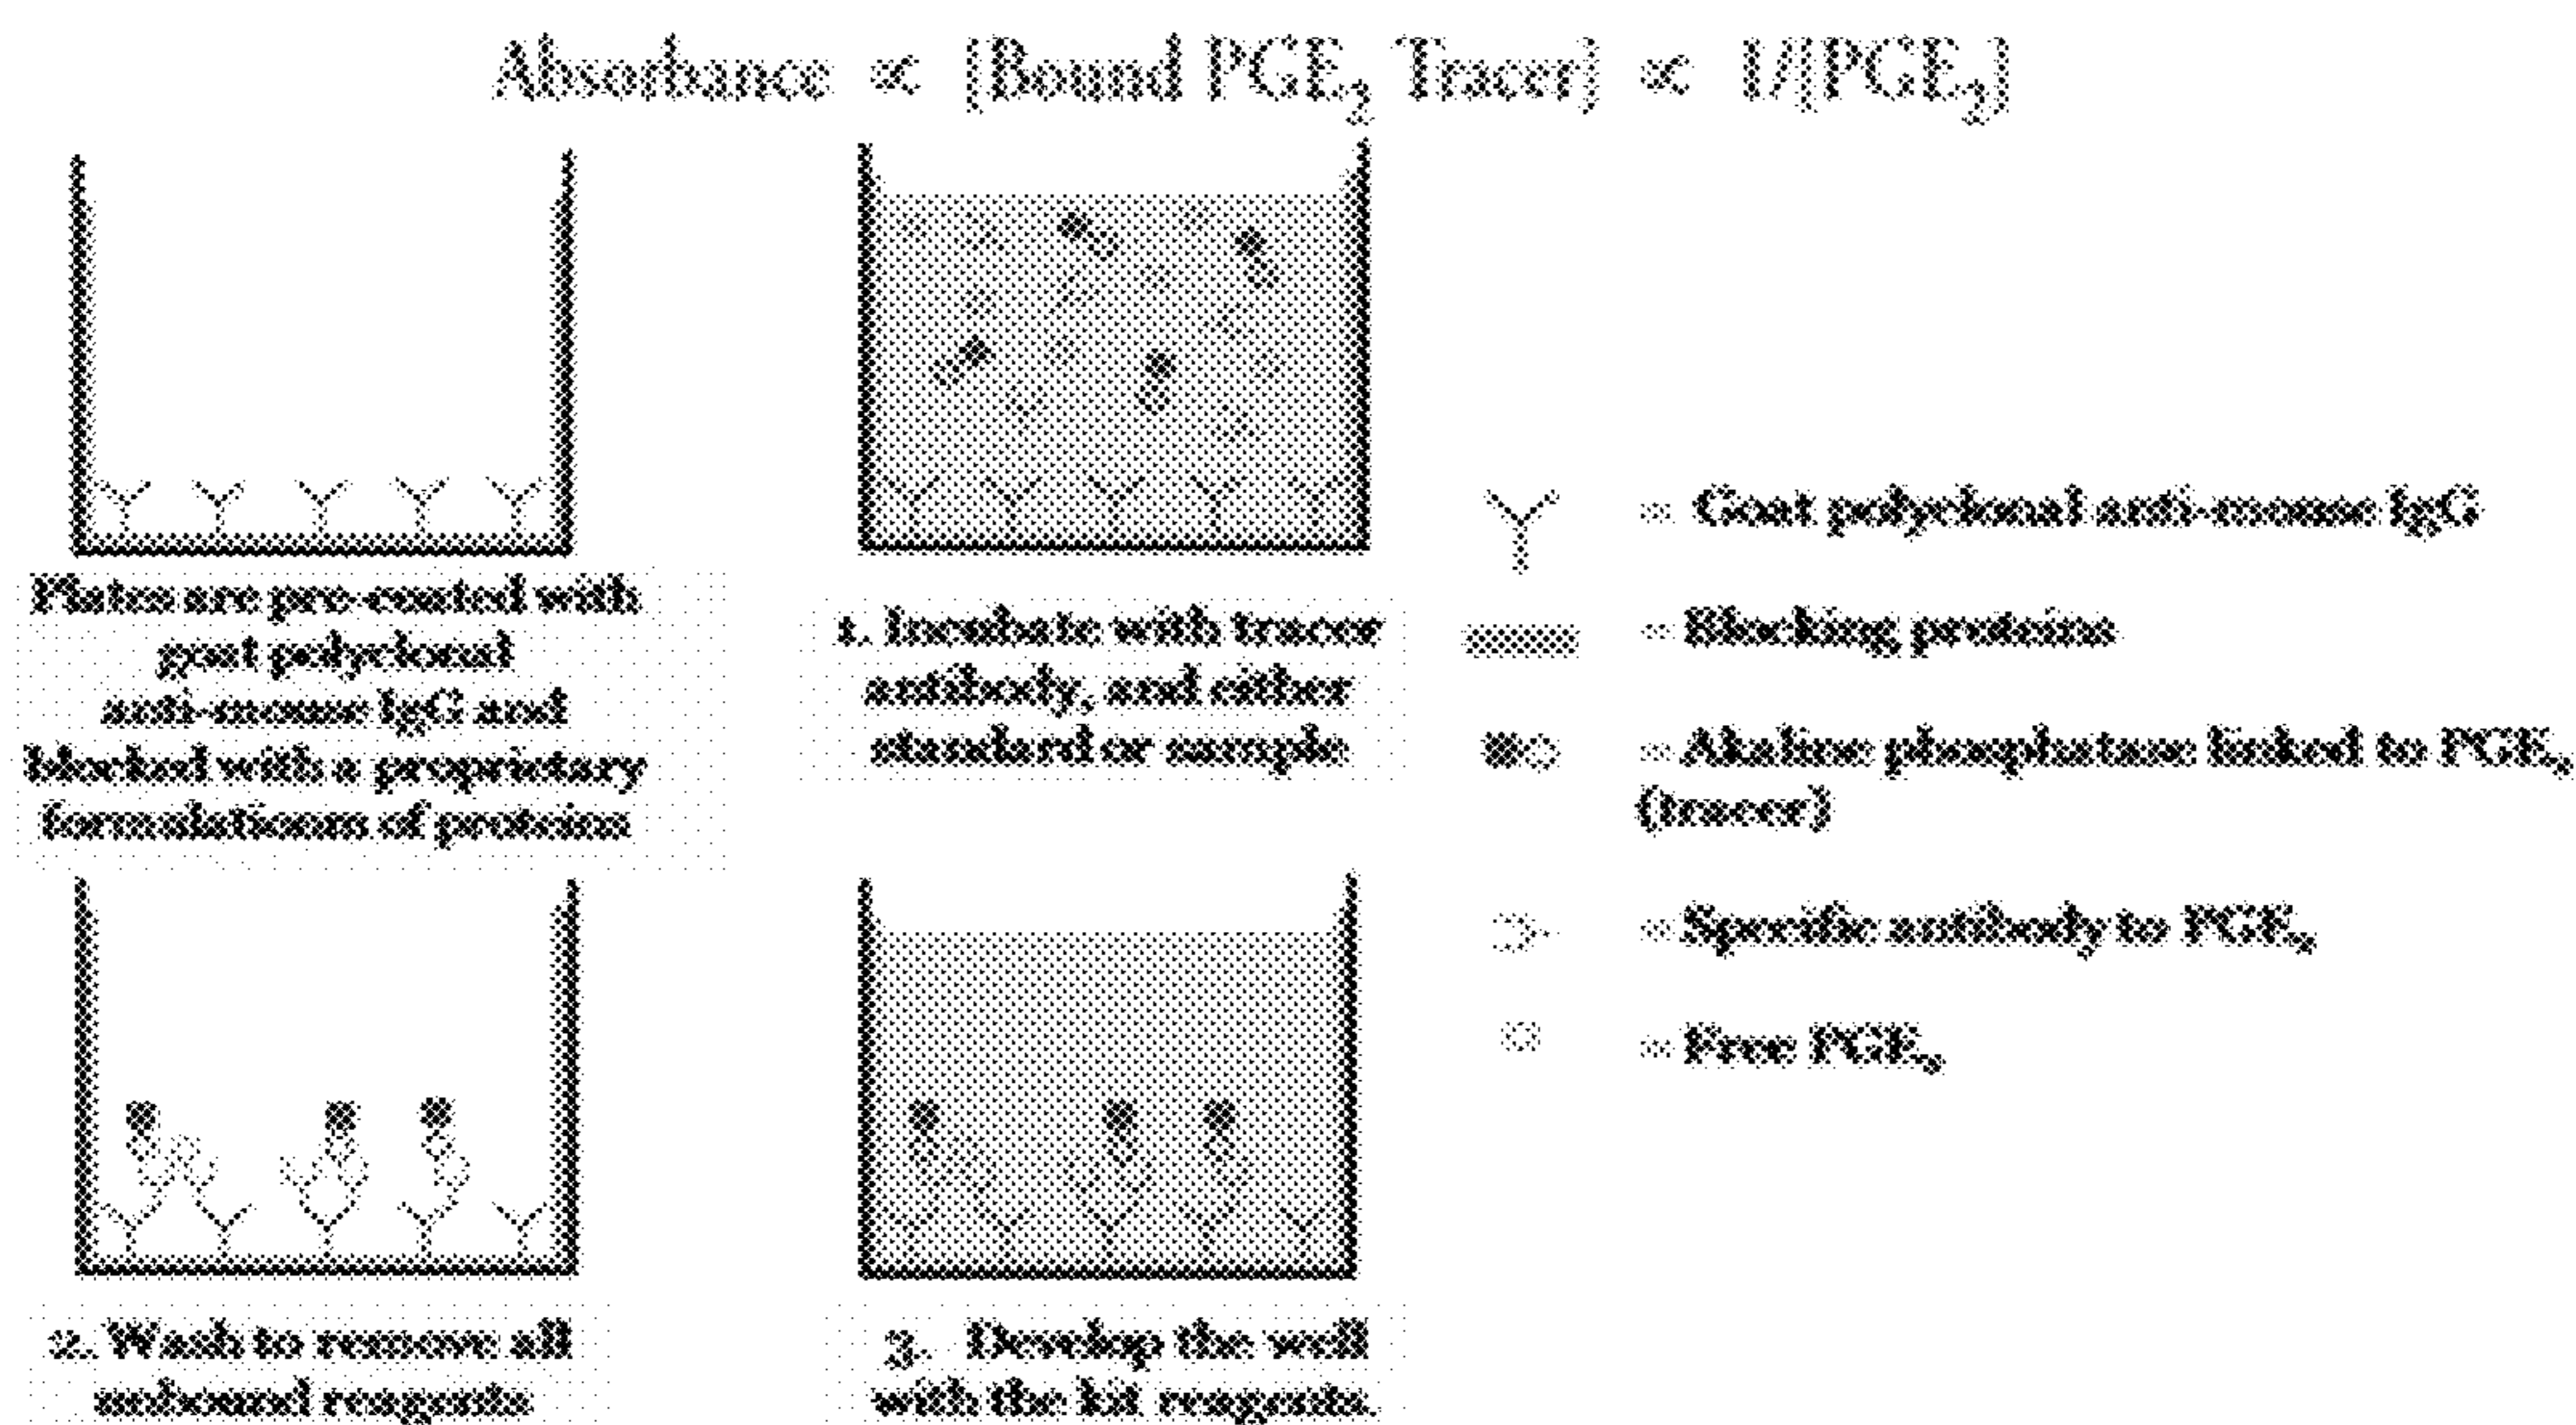 Absorbance ∝ [Bound PGE₂ Tracer] ∝ 1/[PGE₂]
Plates are pre-coated with
goat polyclonal
anti-mouse IgG and
blocked with a proprietary
formulationm of proteins
1. Incubate with tracer
antibody, and either
standard or sample
= Goat polyclonal anti-mouse IgG
= Blocking proteins
= Akaline phosphatase linked to PGE₂
(tracer)
= Specific antibody to PGE₂
= Free PGE₂
2. Wash to remove all
unbound reagents
3. Develop the well
with the kit reagents.